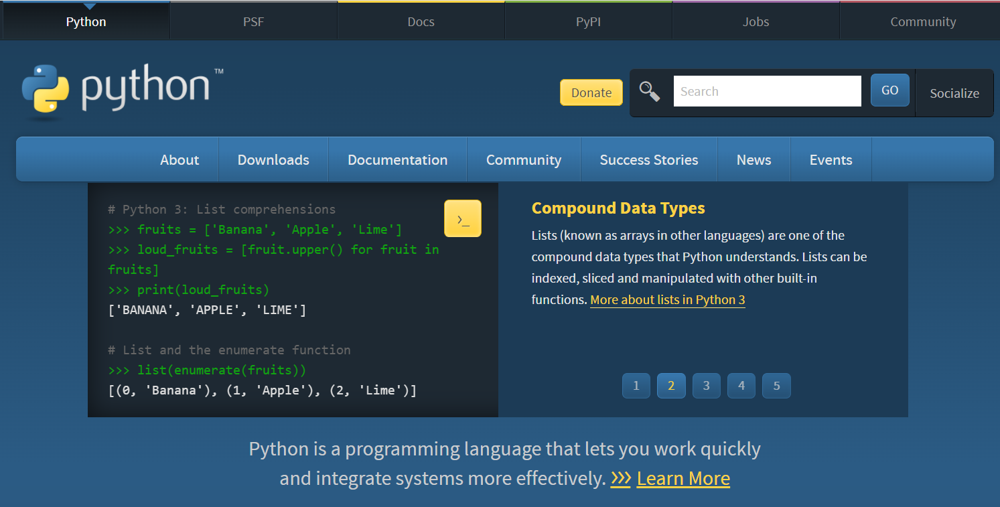 Python PSF Docs PyPI Jobs Community
python™
Donate Search GO Socialize
About Downloads Documentation Community Success Stories News Events
# Python 3: List comprehensions
>>> fruits = ['Banana', 'Apple', 'Lime']
>>> loud_fruits = [fruit.upper() for fruit in
fruits]
>>> print(loud_fruits)
['BANANA', 'APPLE', 'LIME']
# List and the enumerate function
>>> list(enumerate(fruits))
[(0, 'Banana'), (1, 'Apple'), (2, 'Lime')]
>_
Compound Data Types
Lists (known as arrays in other languages) are one of the
compound data types that Python understands. Lists can be
indexed, sliced and manipulated with other built-in
functions. More about lists in Python 3
1 2 3 4 5
Python is a programming language that lets you work quickly
and integrate systems more effectively. >>> Learn More